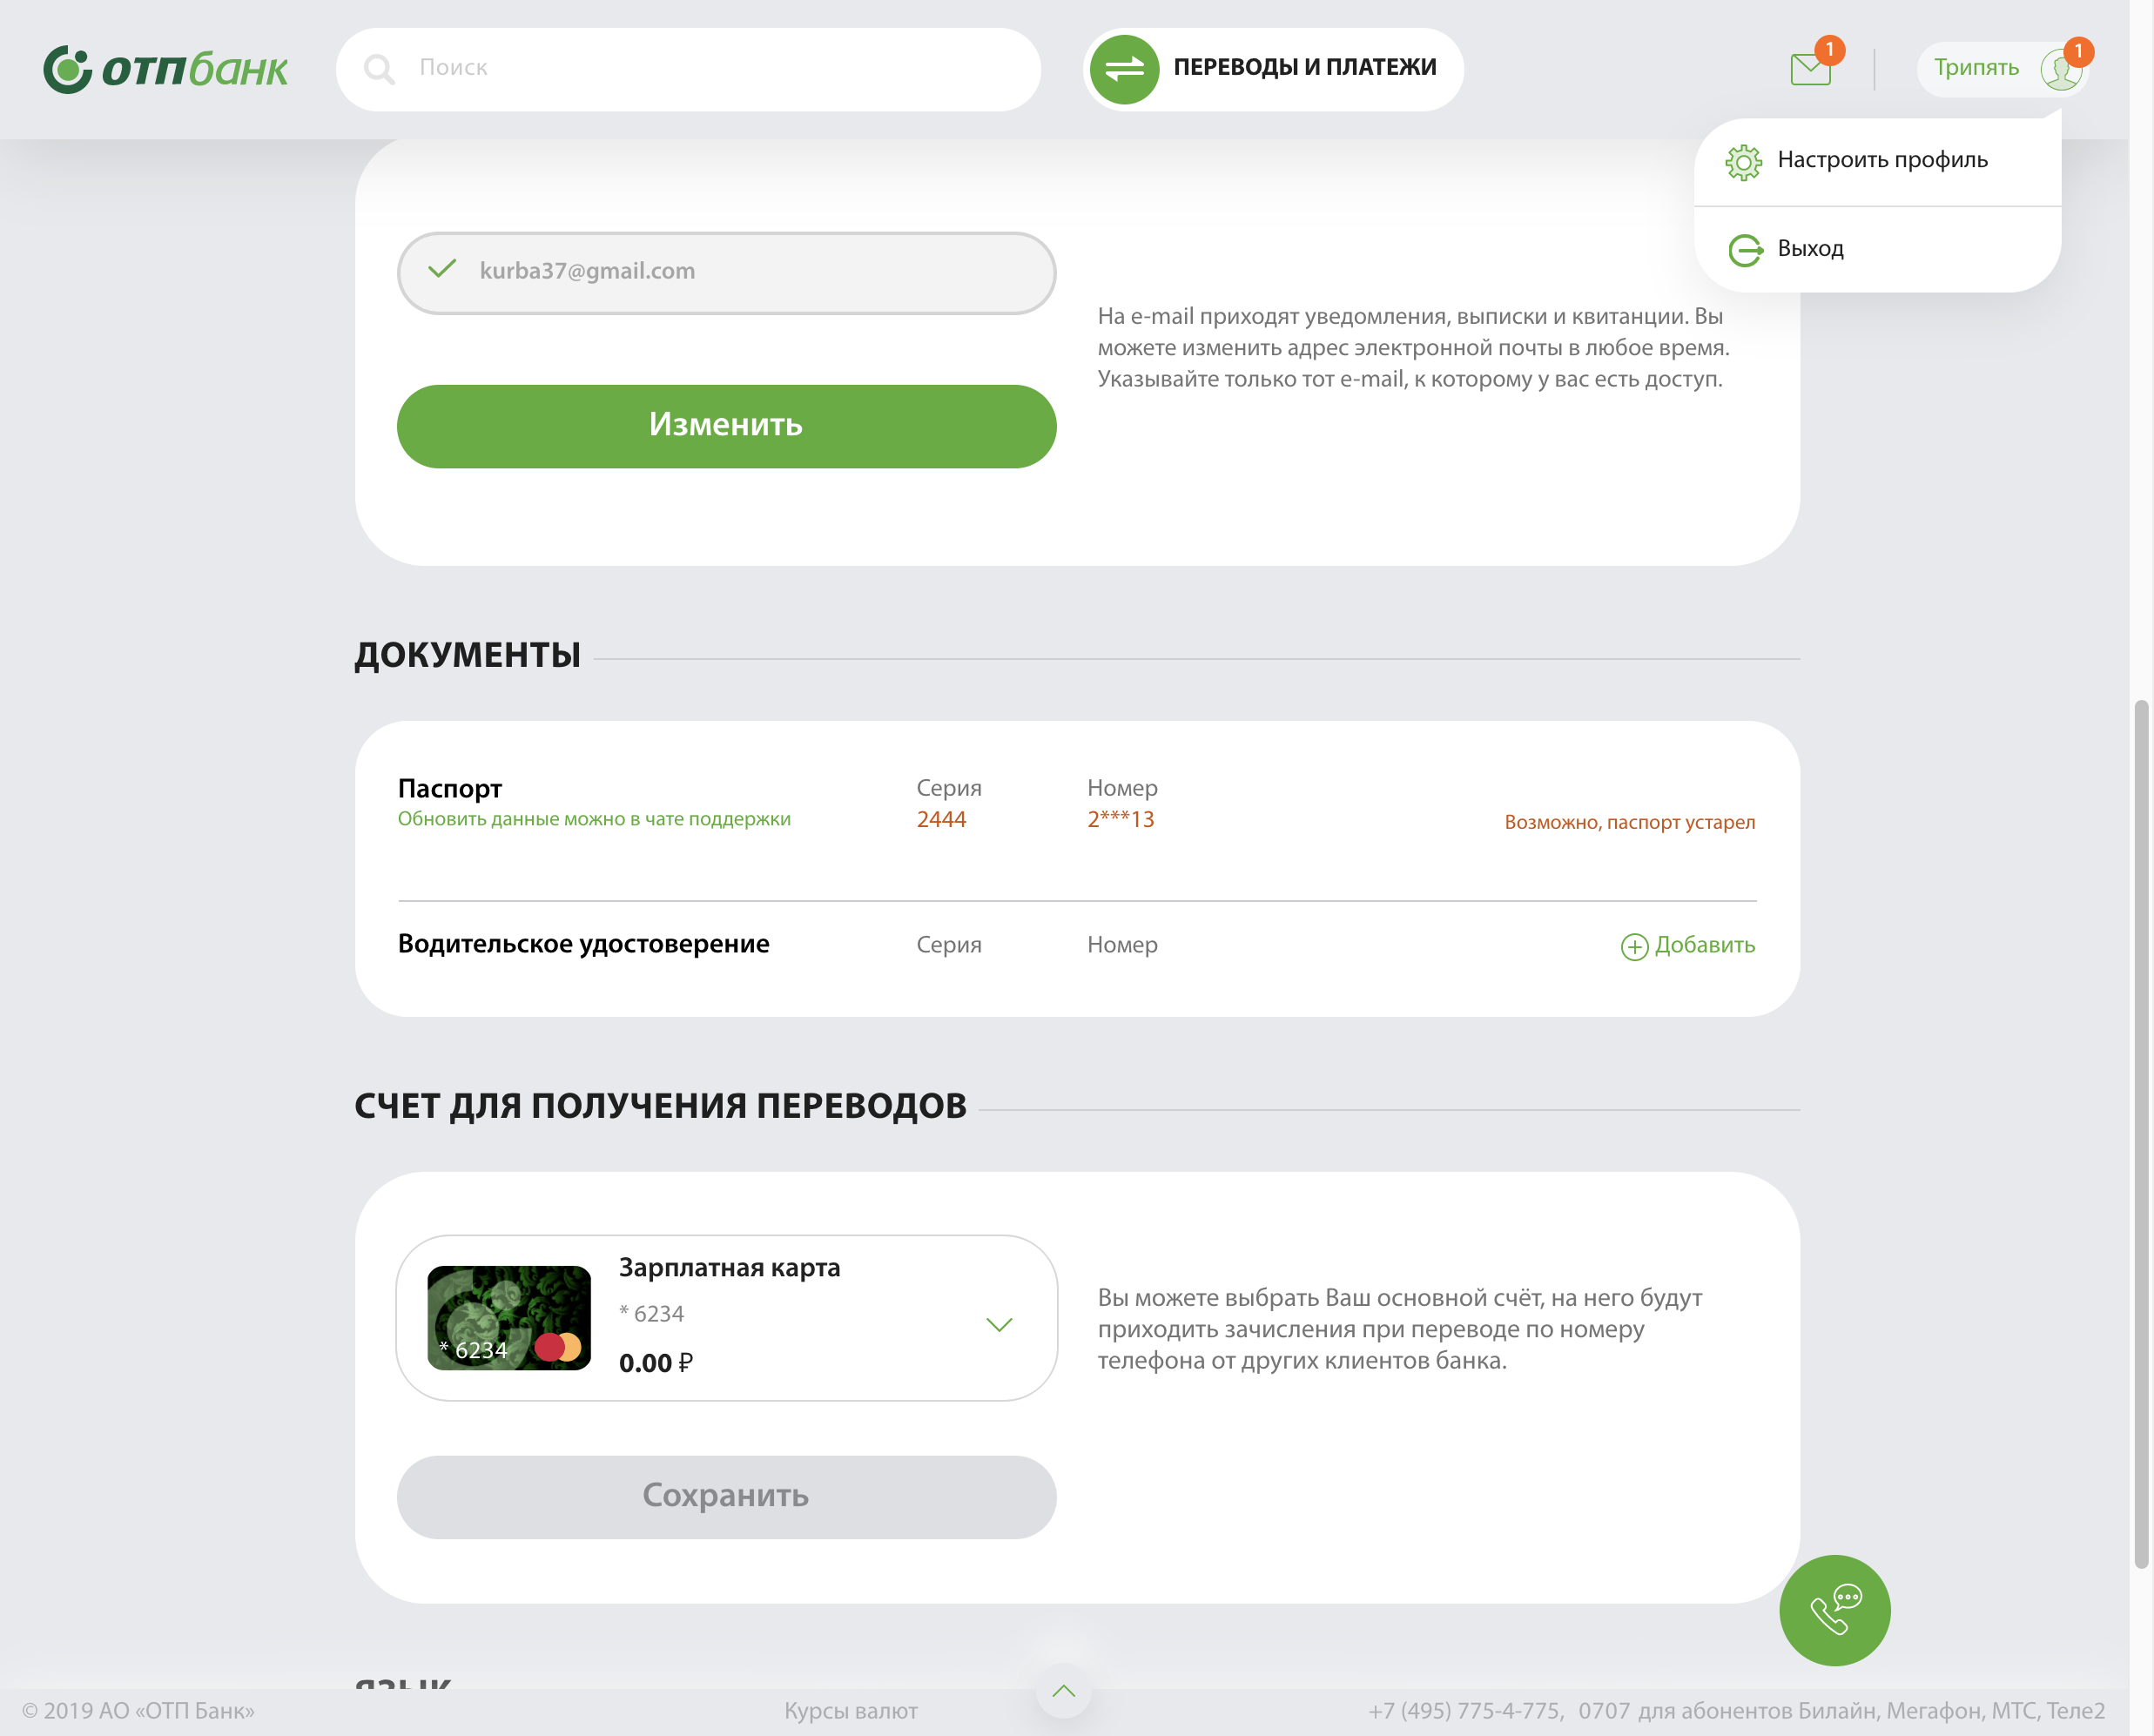 отпбанк
Поиск
ПЕРЕВОДЫ И ПЛАТЕЖИ
1
Трипять
1
Настроить профиль
Выход
kurba37@gmail.com
Изменить
На e-mail приходят уведомления, выписки и квитанции. Вы
можете изменить адрес электронной почты в любое время.
Указывайте только тот e-mail, к которому у вас есть доступ.
ДОКУМЕНТЫ
Паспорт
Обновить данные можно в чате поддержки
Серия
2444
Номер
2***13
Возможно, паспорт устарел
Водительское удостоверение
Серия
Номер
Добавить
СЧЕТ ДЛЯ ПОЛУЧЕНИЯ ПЕРЕВОДОВ
* 6234
Зарплатная карта
* 6234
0.00 ₽
Вы можете выбрать Ваш основной счёт, на него будут
приходить зачисления при переводе по номеру
телефона от других клиентов банка.
Сохранить
ЯЗЫК
© 2019 АО «ОТП Банк»
Курсы валют
+7 (495) 775-4-775, 0707 для абонентов Билайн, Мегафон, МТС, Теле2